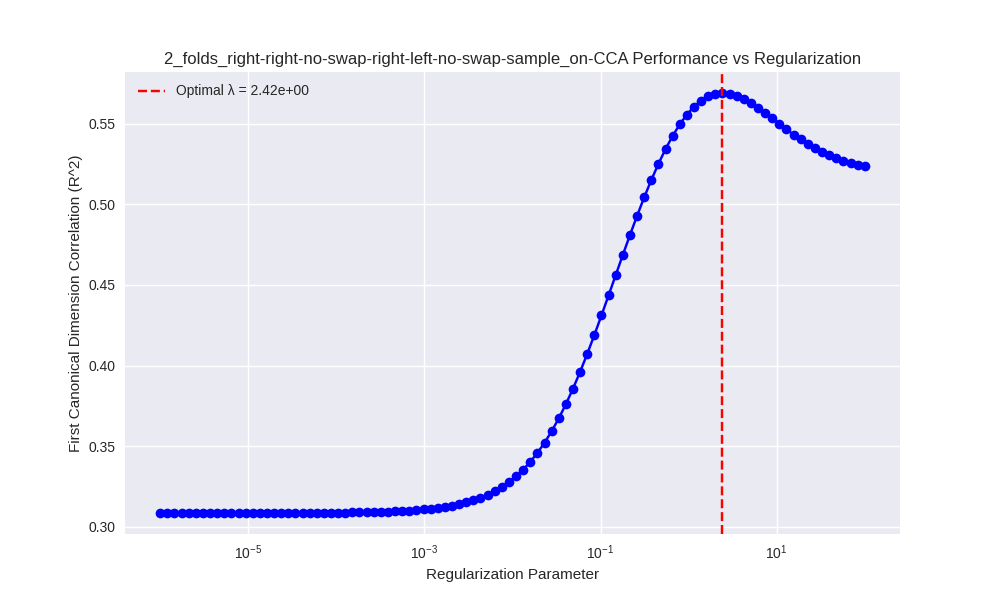 2_folds_right-right-no-swap-right-left-no-swap-sample_on-CCA Performance vs Regularization
Optimal λ = 2.42e+00
First Canonical Dimension Correlation (R^2)
0.55
0.50
0.45
0.40
0.35
0.30
10⁻⁵ 10⁻³ 10⁻¹ 10¹
Regularization Parameter